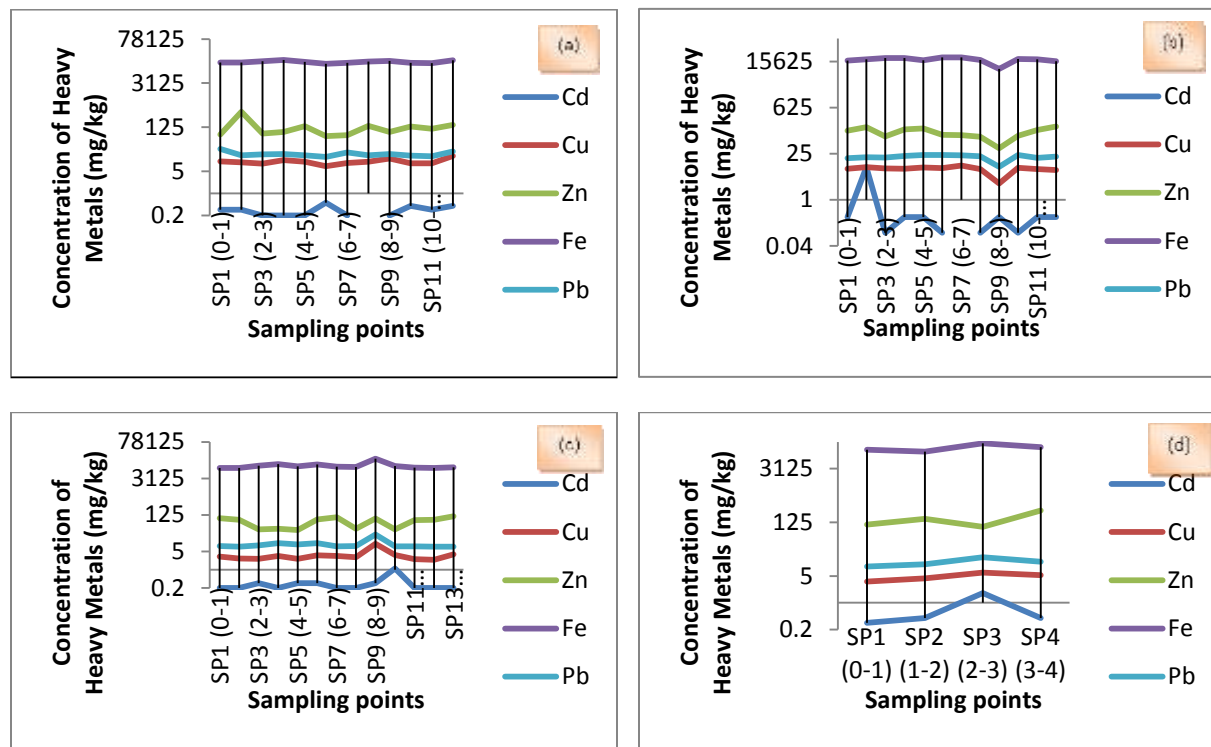 (a)
Concentration of Heavy
Metals (mg/kg)
78125
3125
125
5
0.2
SP1 (0-1)
SP3 (2-3)
SP5 (4-5)
SP7 (6-7)
SP9 (8-9)
SP11 (10-…
Sampling points
Cd
Cu
Zn
Fe
Pb
(b)
Concentration of Heavy
Metals (mg/kg)
15625
625
25
1
0.04
SP1 (0-1)
SP3 (2-3)
SP5 (4-5)
SP7 (6-7)
SP9 (8-9)
SP11 (10-…
Sampling points
Cd
Cu
Zn
Fe
Pb
(c)
Concentration of
Heavy Metals (mg/kg)
78125
3125
125
5
0.2
SP1 (0-1)
SP3 (2-3)
SP5 (4-5)
SP7 (6-7)
SP9 (8-9)
SP11…
SP13…
Sampling points
Cd
Cu
Zn
Fe
Pb
(d)
Concentration of
Heavy Metals (mg/kg)
3125
125
5
0.2
SP1 SP2 SP3 SP4
(0-1) (1-2) (2-3) (3-4)
Sampling points
Cd
Cu
Zn
Fe
Pb